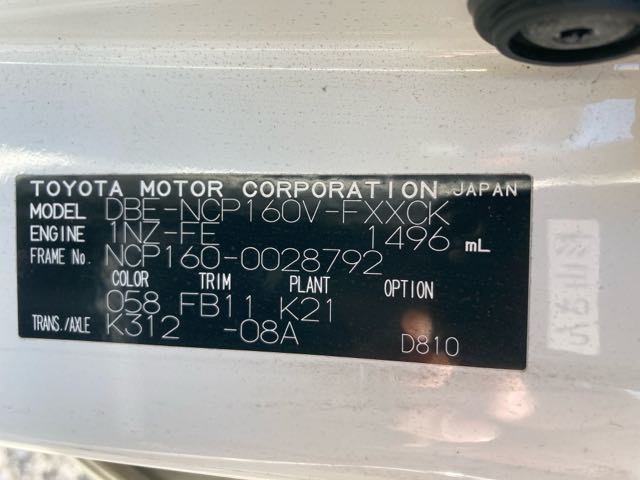 TOYOTA MOTOR CORPORATION JAPAN
MODEL DBE-NCP160V-FXXCK
ENGINE 1NZ-FE 1496 mL
FRAME No. NCP160-0028792
COLOR TRIM PLANT OPTION
058 FB11 K21
TRANS./AXLE K312 -08A D810